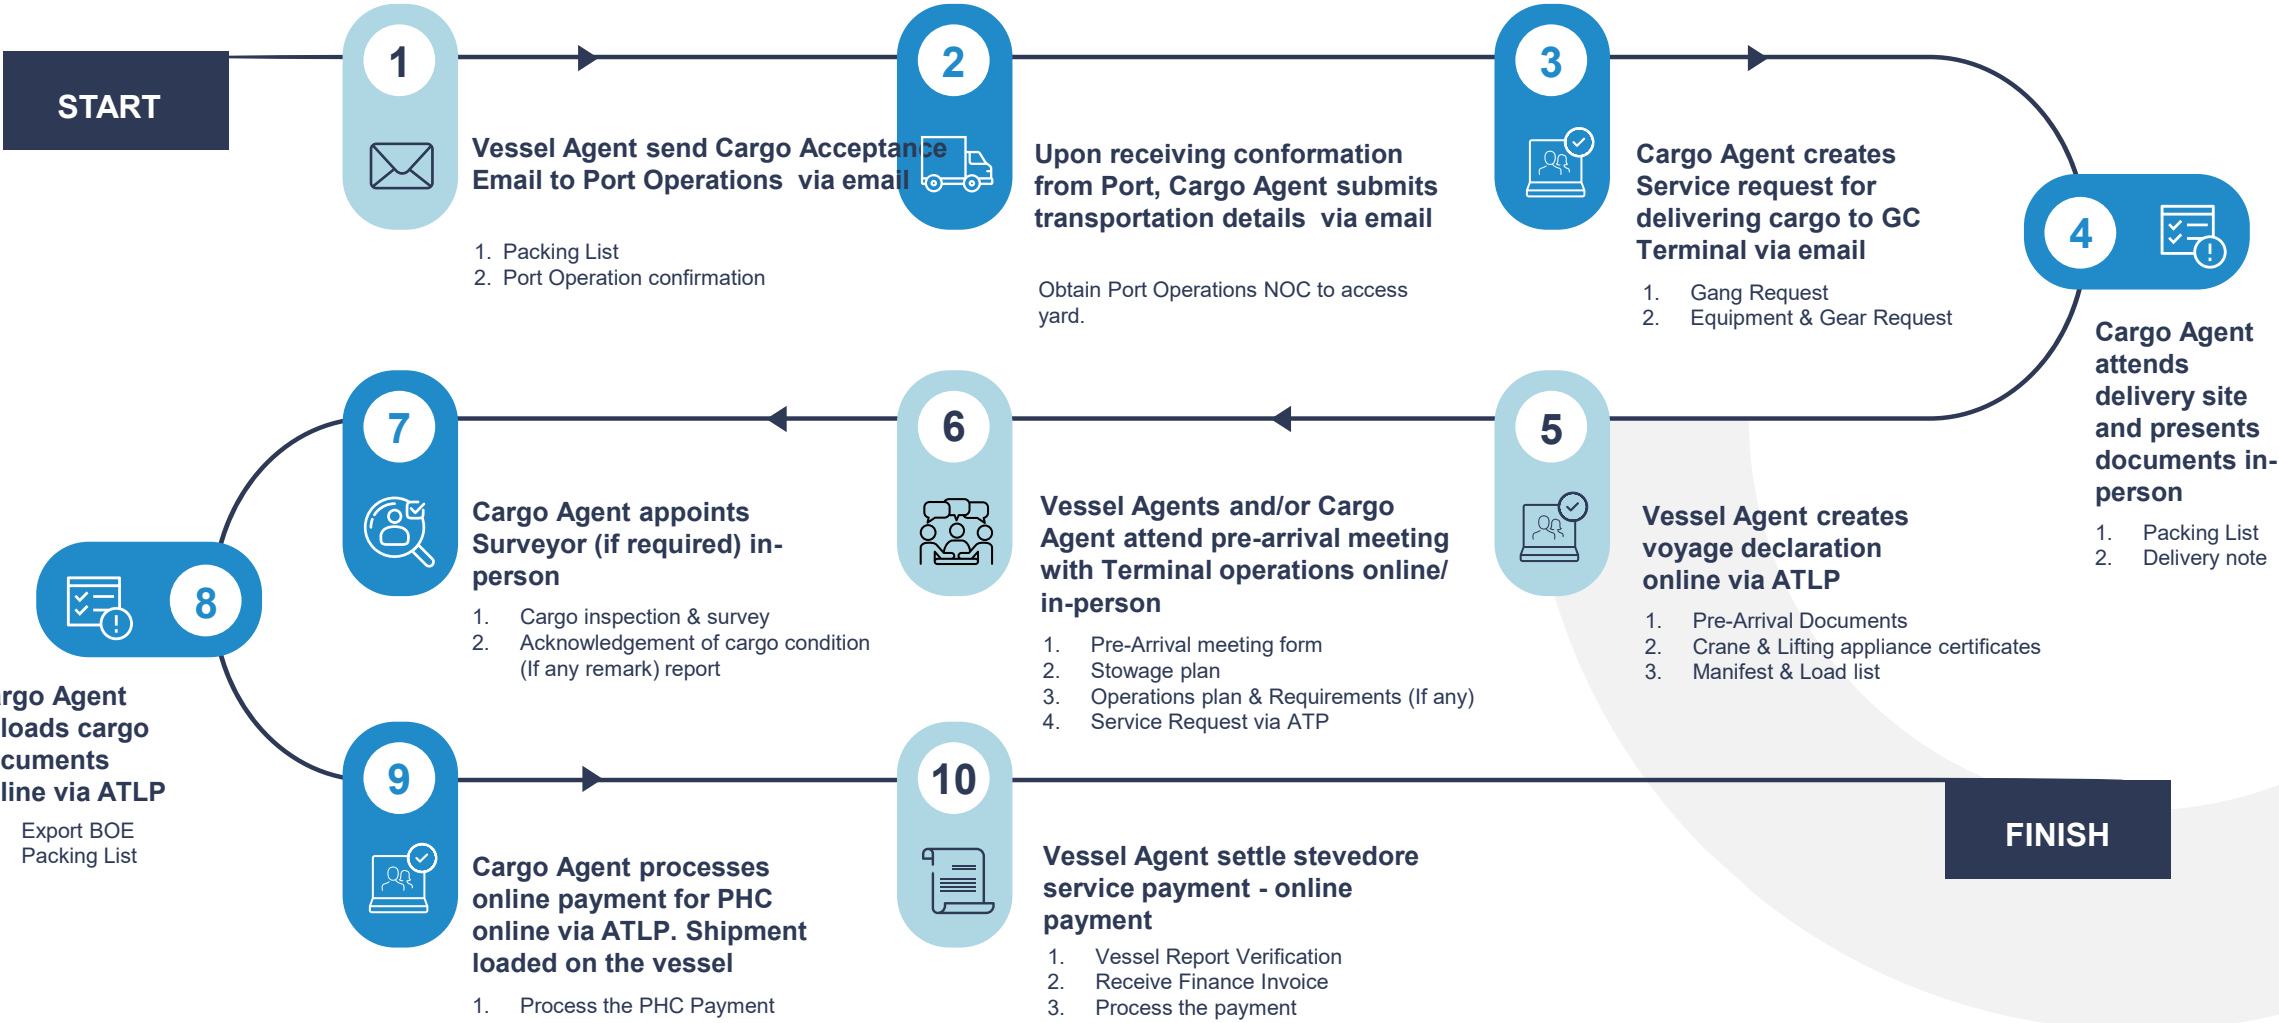 START
1
Vessel Agent send Cargo Acceptance
Email to Port Operations via email
1. Packing List
2. Port Operation confirmation
2
Upon receiving conformation
from Port, Cargo Agent submits
transportation details via email
Obtain Port Operations NOC to access
yard.
3
Cargo Agent creates
Service request for
delivering cargo to GC
Terminal via email
1. Gang Request
2. Equipment & Gear Request
4
Cargo Agent
attends
delivery site
and presents
documents in-
person
1. Packing List
2. Delivery note
5
Vessel Agent creates
voyage declaration
online via ATLP
1. Pre-Arrival Documents
2. Crane & Lifting appliance certificates
3. Manifest & Load list
6
Vessel Agents and/or Cargo
Agent attend pre-arrival meeting
with Terminal operations online/
in-person
1. Pre-Arrival meeting form
2. Stowage plan
3. Operations plan & Requirements (If any)
4. Service Request via ATP
7
Cargo Agent appoints
Surveyor (if required) in-
person
1. Cargo inspection & survey
2. Acknowledgement of cargo condition
(If any remark) report
8
Agent
cargo
via ATLP
Export BOE
Packing List
9
Cargo Agent processes
online payment for PHC
online via ATLP. Shipment
loaded on the vessel
1. Process the PHC Payment
10
Vessel Agent settle stevedore
service payment - online
payment
1. Vessel Report Verification
2. Receive Finance Invoice
3. Process the payment
FINISH